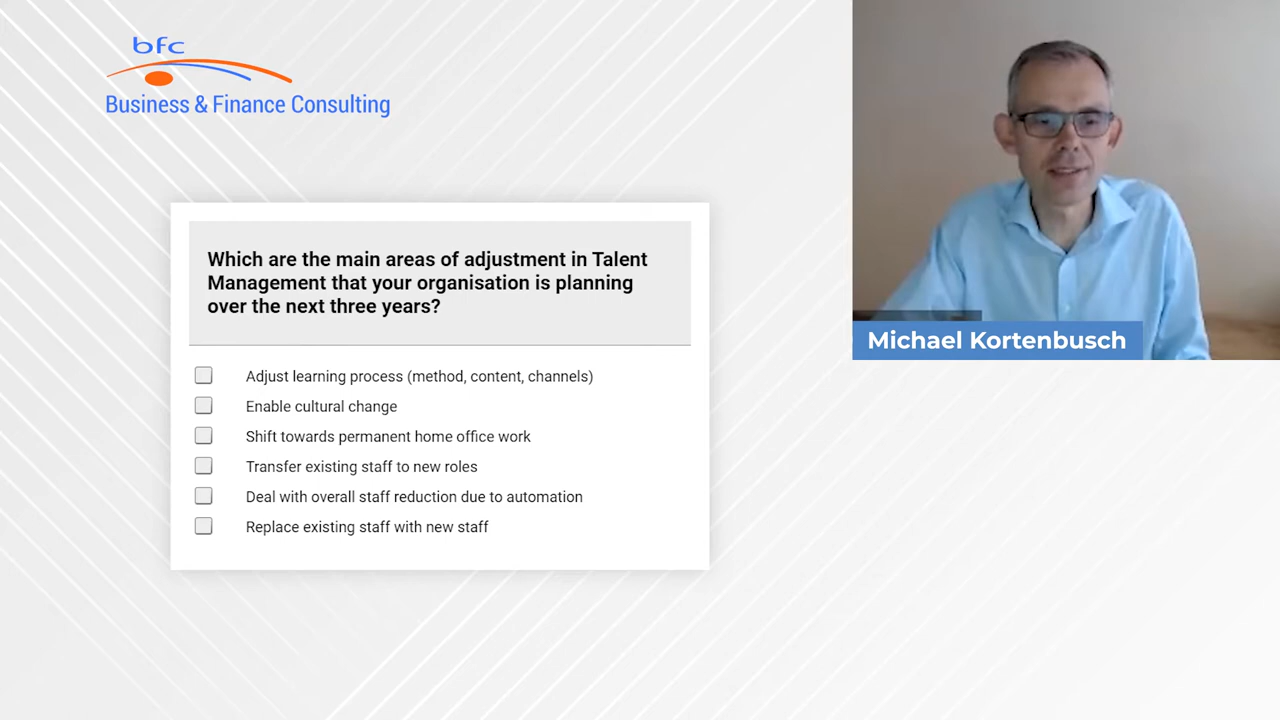 bfc
Business & Finance Consulting
Which are the main areas of adjustment in Talent
Management that your organisation is planning
over the next three years?
Adjust learning process (method, content, channels)
Enable cultural change
Shift towards permanent home office work
Transfer existing staff to new roles
Deal with overall staff reduction due to automation
Replace existing staff with new staff
Michael Kortenbusch